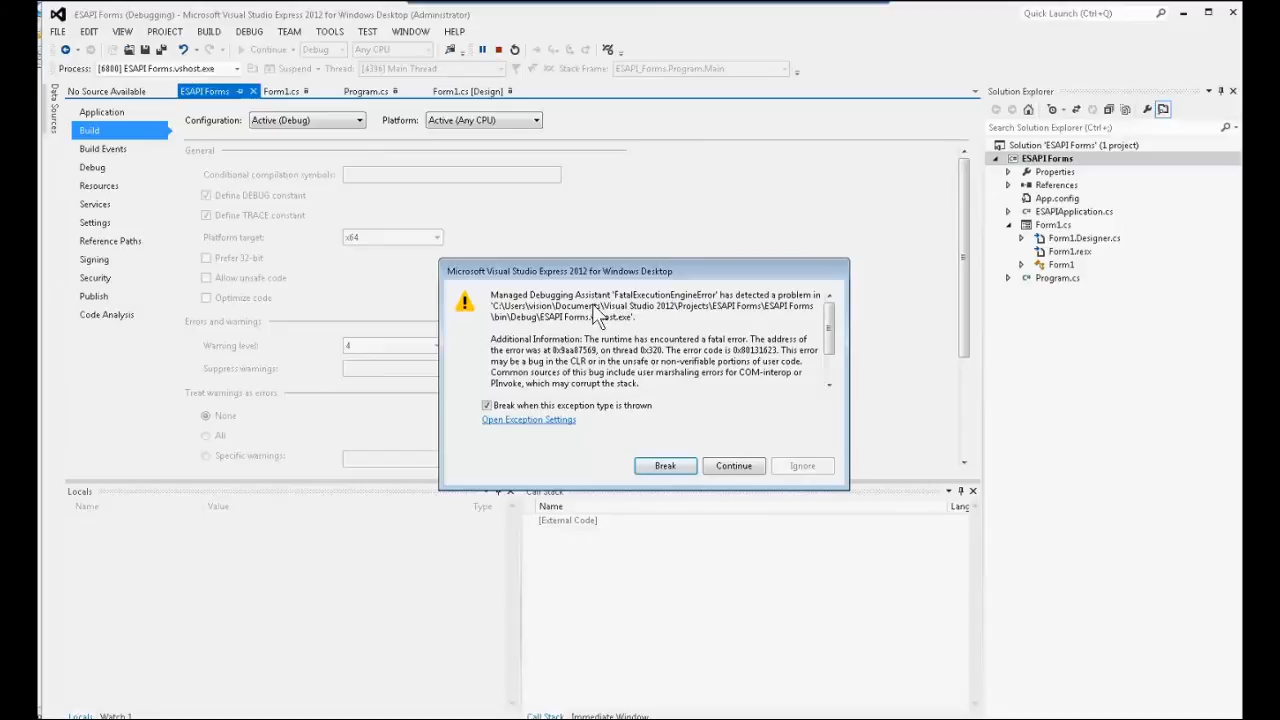 ESAPI Forms (Debugging) - Microsoft Visual Studio Express 2012 for Windows Desktop (Administrator)
Quick Launch (Ctrl+Q)
FILE EDIT VIEW PROJECT BUILD DEBUG TEAM TOOLS TEST WINDOW HELP
Continue Debug Any CPU
Process: [6800] ESAPI Forms.vshost.exe Suspend Thread: [4396] Main Thread Stack Frame: ESAPI_Forms.Program.Main
Data Sources
No Source Available ESAPI Forms Form1.cs Program.cs Form1.cs [Design]
Application
Build
Build Events
Debug
Resources
Services
Settings
Reference Paths
Signing
Security
Publish
Code Analysis
Configuration: Active (Debug) Platform: Active (Any CPU)
General
Conditional compilation symbols:
Define DEBUG constant
Define TRACE constant
Platform target: x64
Prefer 32-bit
Allow unsafe code
Optimize code
Errors and warnings
Warning level: 4
Suppress warnings:
Treat warnings as errors
None
All
Specific warnings:
Microsoft Visual Studio Express 2012 for Windows Desktop
Managed Debugging Assistant 'FatalExecutionEngineError' has detected a problem in
'C:\Users\vision\Documents\Visual Studio 2012\Projects\ESAPI Forms\ESAPI Forms
\bin\Debug\ESAPI Forms.
Additional Information: The runtime has encountered a fatal error. The address of
the error was at 0x9aa87569, on thread 0x320. The error code is 0x80131623. This error
may be a bug in the CLR or in the unsafe or non-verifiable portions of user code.
Common sources of this bug include user marshaling errors for COM-interop or
PInvoke, which may corrupt the stack.
Break when this exception type is thrown
Open Exception Settings
Break Continue Ignore
Solution Explorer
Search Solution Explorer (Ctrl+;)
Solution 'ESAPI Forms' (1 project)
ESAPI Forms
Properties
References
App.config
ESAPIApplication.cs
Form1.cs
Form1.Designer.cs
Form1.resx
Form1
Program.cs
Locals
Name Value Type
Call Stack
Name Lang
[External Code]
Locals Watch 1
Call Stack Immediate Window